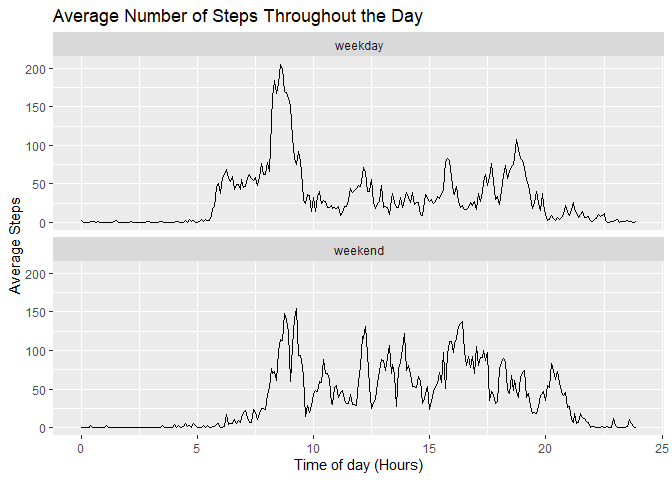 Average Number of Steps Throughout the Day
weekday
200
150
100
50
0
Average Steps
weekend
200
150
100
50
0
0 5 10 15 20 25
Time of day (Hours)